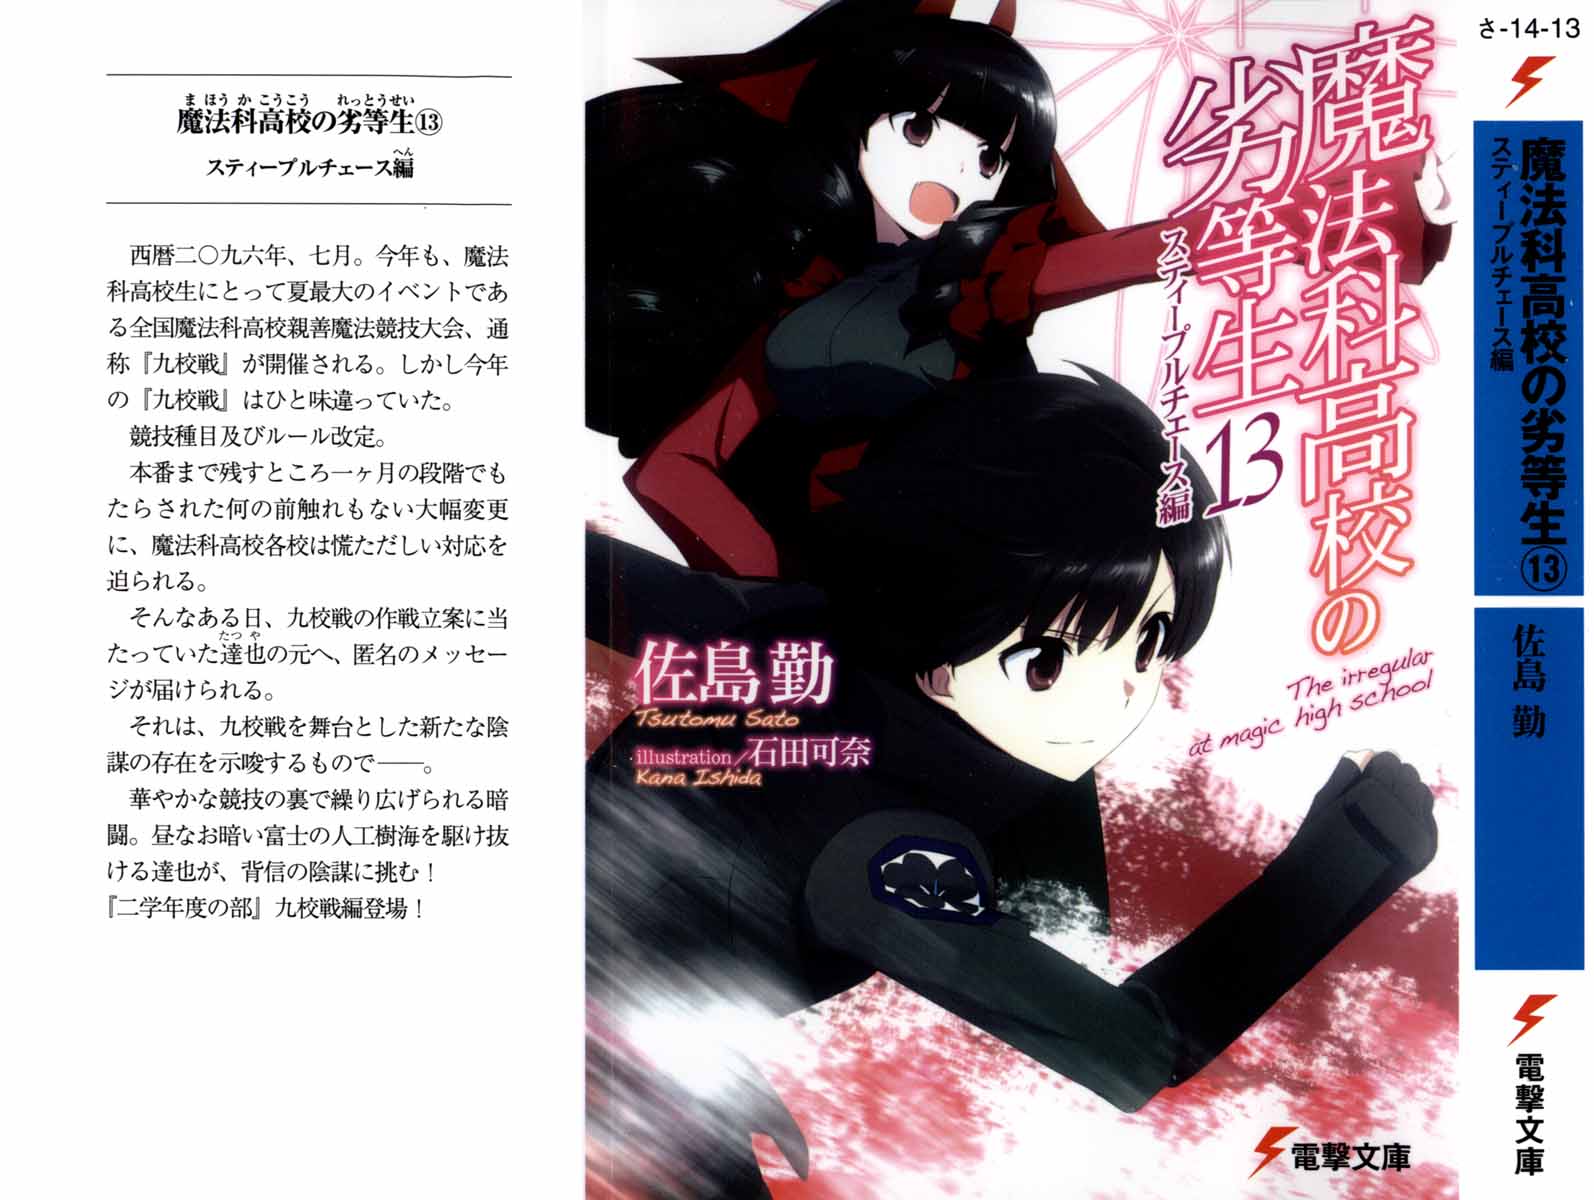 まほうかこうこう れっとうせい
魔法科高校の劣等生⑬
へん
スティープルチェース編
西暦二〇九六年、七月。今年も、魔法
科高校生にとって夏最大のイベントであ
る全国魔法科高校親善魔法競技大会、通
称『九校戦』が開催される。しかし今年
の『九校戦』はひと味違っていた。
競技種目及びルール改定。
本番まで残すところ一ヶ月の段階でも
たらされた何の前触れもない大幅変更
に、魔法科高校各校は慌ただしい対応を
迫られる。
そんなある日、九校戦の作戦立案に当
たつや
たっていた達也の元へ、匿名のメッセー
ジが届けられる。
それは、九校戦を舞台とした新たな陰
謀の存在を示唆するもので――。
華やかな競技の裏で繰り広げられる暗
闘。昼なお暗い富士の人工樹海を駆け抜
ける達也が、背信の陰謀に挑む！
『二学年度の部』九校戦編登場！
魔法科高校の
劣等生 13
スティープルチェース編
The irregular
at magic high school
佐島 勤
Tsutomu Sato
illustration／石田可奈
Kana Ishida
電撃文庫
さ-14-13
魔法科高校の劣等生⑬
スティープルチェース編
佐島 勤
電撃文庫